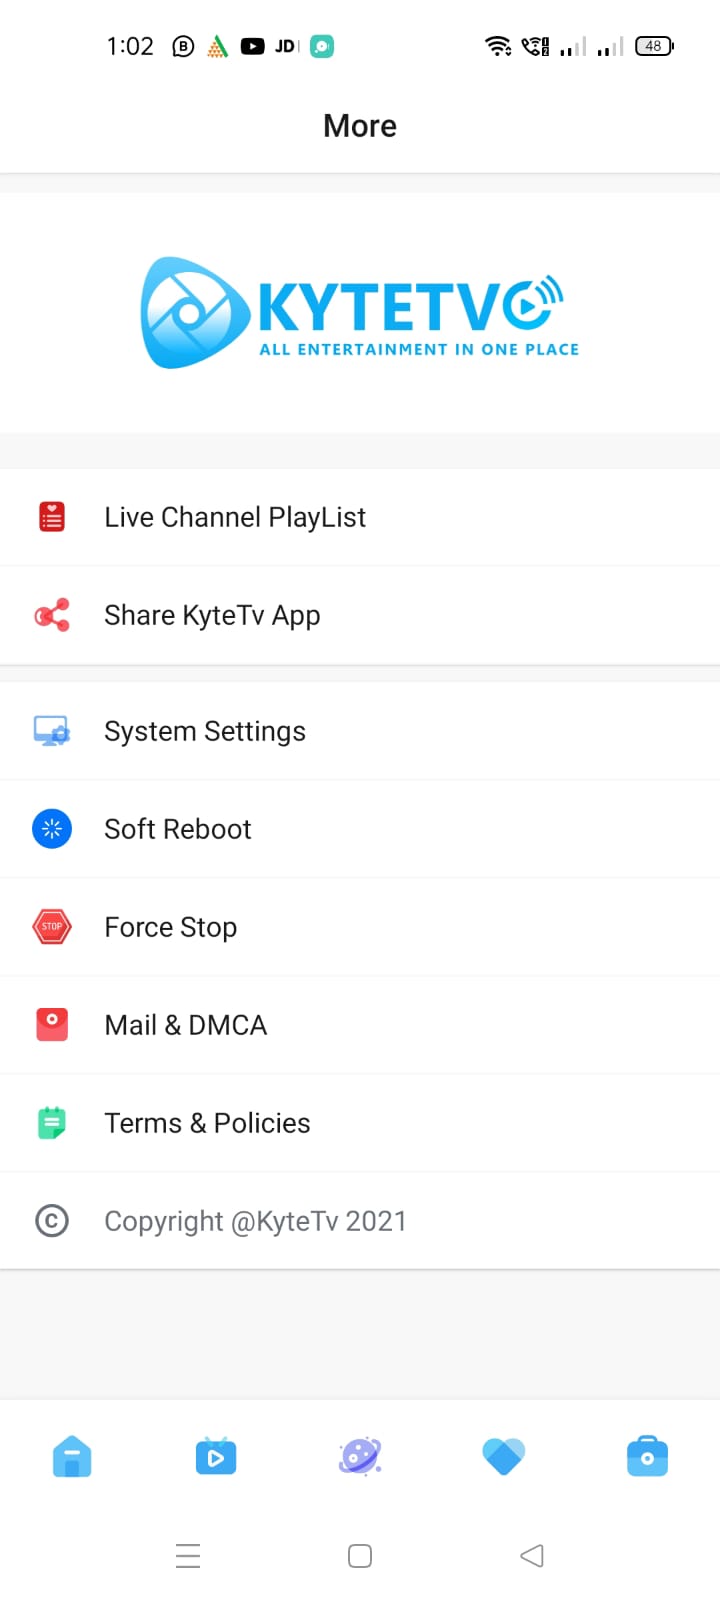 1:02 B JD 48
More
KYTETV
ALL ENTERTAINMENT IN ONE PLACE
Live Channel PlayList
Share KyteTv App
System Settings
Soft Reboot
STOP Force Stop
Mail & DMCA
Terms & Policies
© Copyright @KyteTv 2021